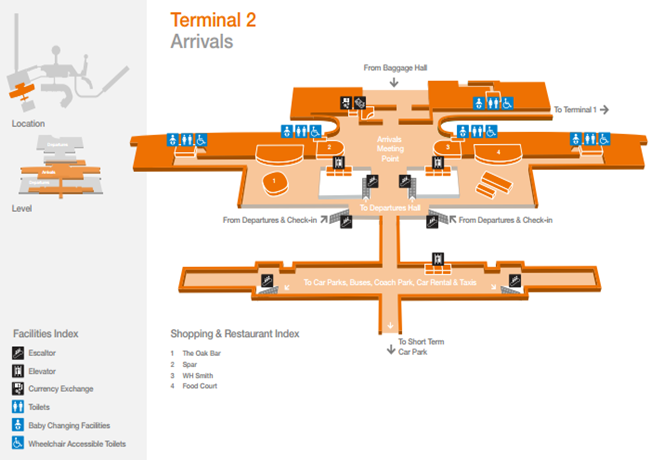 Terminal 2
Arrivals
From Baggage Hall
To Terminal 1
Location
Departures
Arrivals
Departures
Level
Arrivals
Meeting
Point
2
3
4
1
To Departures Hall
From Departures & Check-in
From Departures & Check-in
To Car Parks, Buses, Coach Park, Car Rental & Taxis
To Short Term
Car Park
Facilities Index
Escaltor
Elevator
Currency Exchange
Toilets
Baby Changing Facilities
Wheelchair Accessible Toilets
Shopping & Restaurant Index
1 The Oak Bar
2 Spar
3 WH Smith
4 Food Court